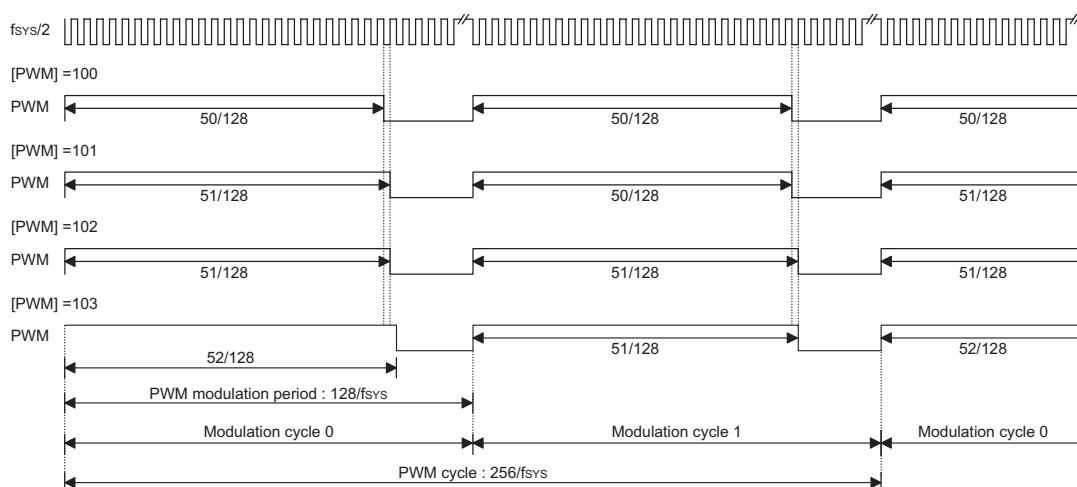 fSYS/2
[PWM] =100
PWM
50/128 50/128 50/128
[PWM] =101
PWM
51/128 50/128 51/128
[PWM] =102
PWM
51/128 51/128 51/128
[PWM] =103
PWM
52/128 51/128 52/128
PWM modulation period : 128/fSYS
Modulation cycle 0 Modulation cycle 1 Modulation cycle 0
PWM cycle : 256/fSYS